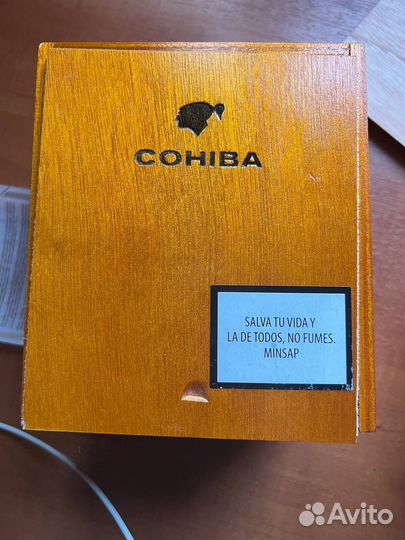 COHIBA
SALVA TU VIDA Y
LA DE TODOS, NO FUMES.
MINSAP
Avito